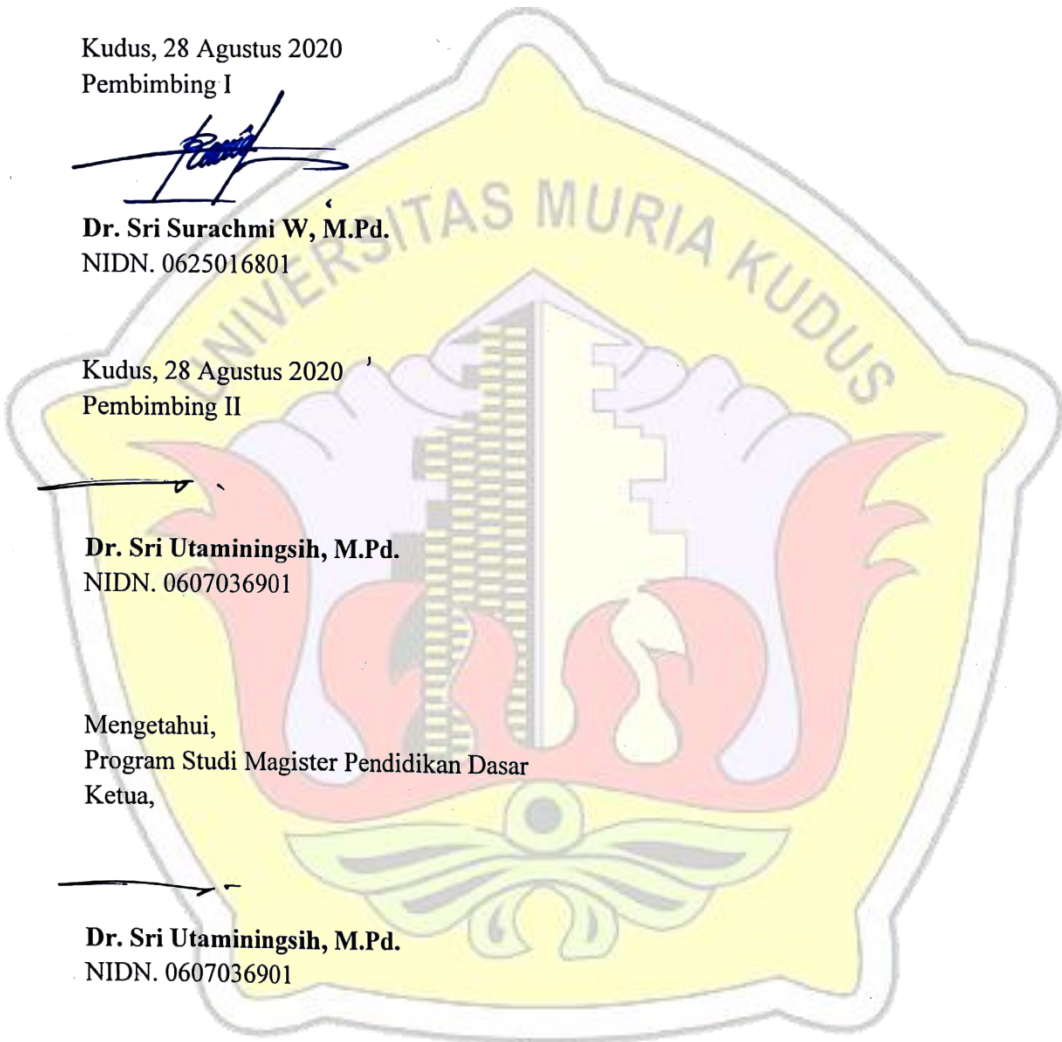 Kudus, 28 Agustus 2020
Pembimbing I
Dr. Sri Surachmi W, M.Pd.
NIDN. 0625016801
Kudus, 28 Agustus 2020
Pembimbing II
Dr. Sri Utaminingsih, M.Pd.
NIDN. 0607036901
Mengetahui,
Program Studi Magister Pendidikan Dasar
Ketua,
Dr. Sri Utaminingsih, M.Pd.
NIDN. 0607036901
UNIVERSITAS MURIA KUDUS